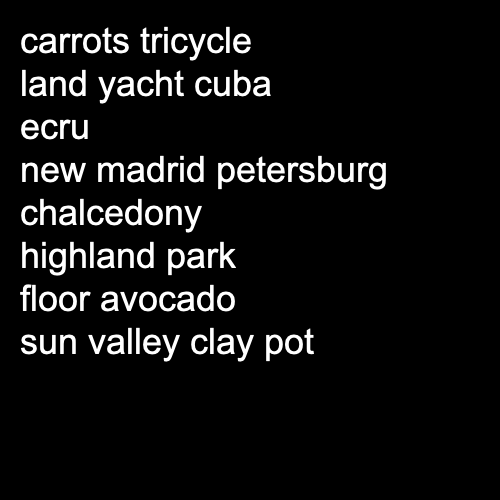 carrots tricycle
land yacht cuba
ecru
new madrid petersburg
chalcedony
highland park
floor avocado
sun valley clay pot